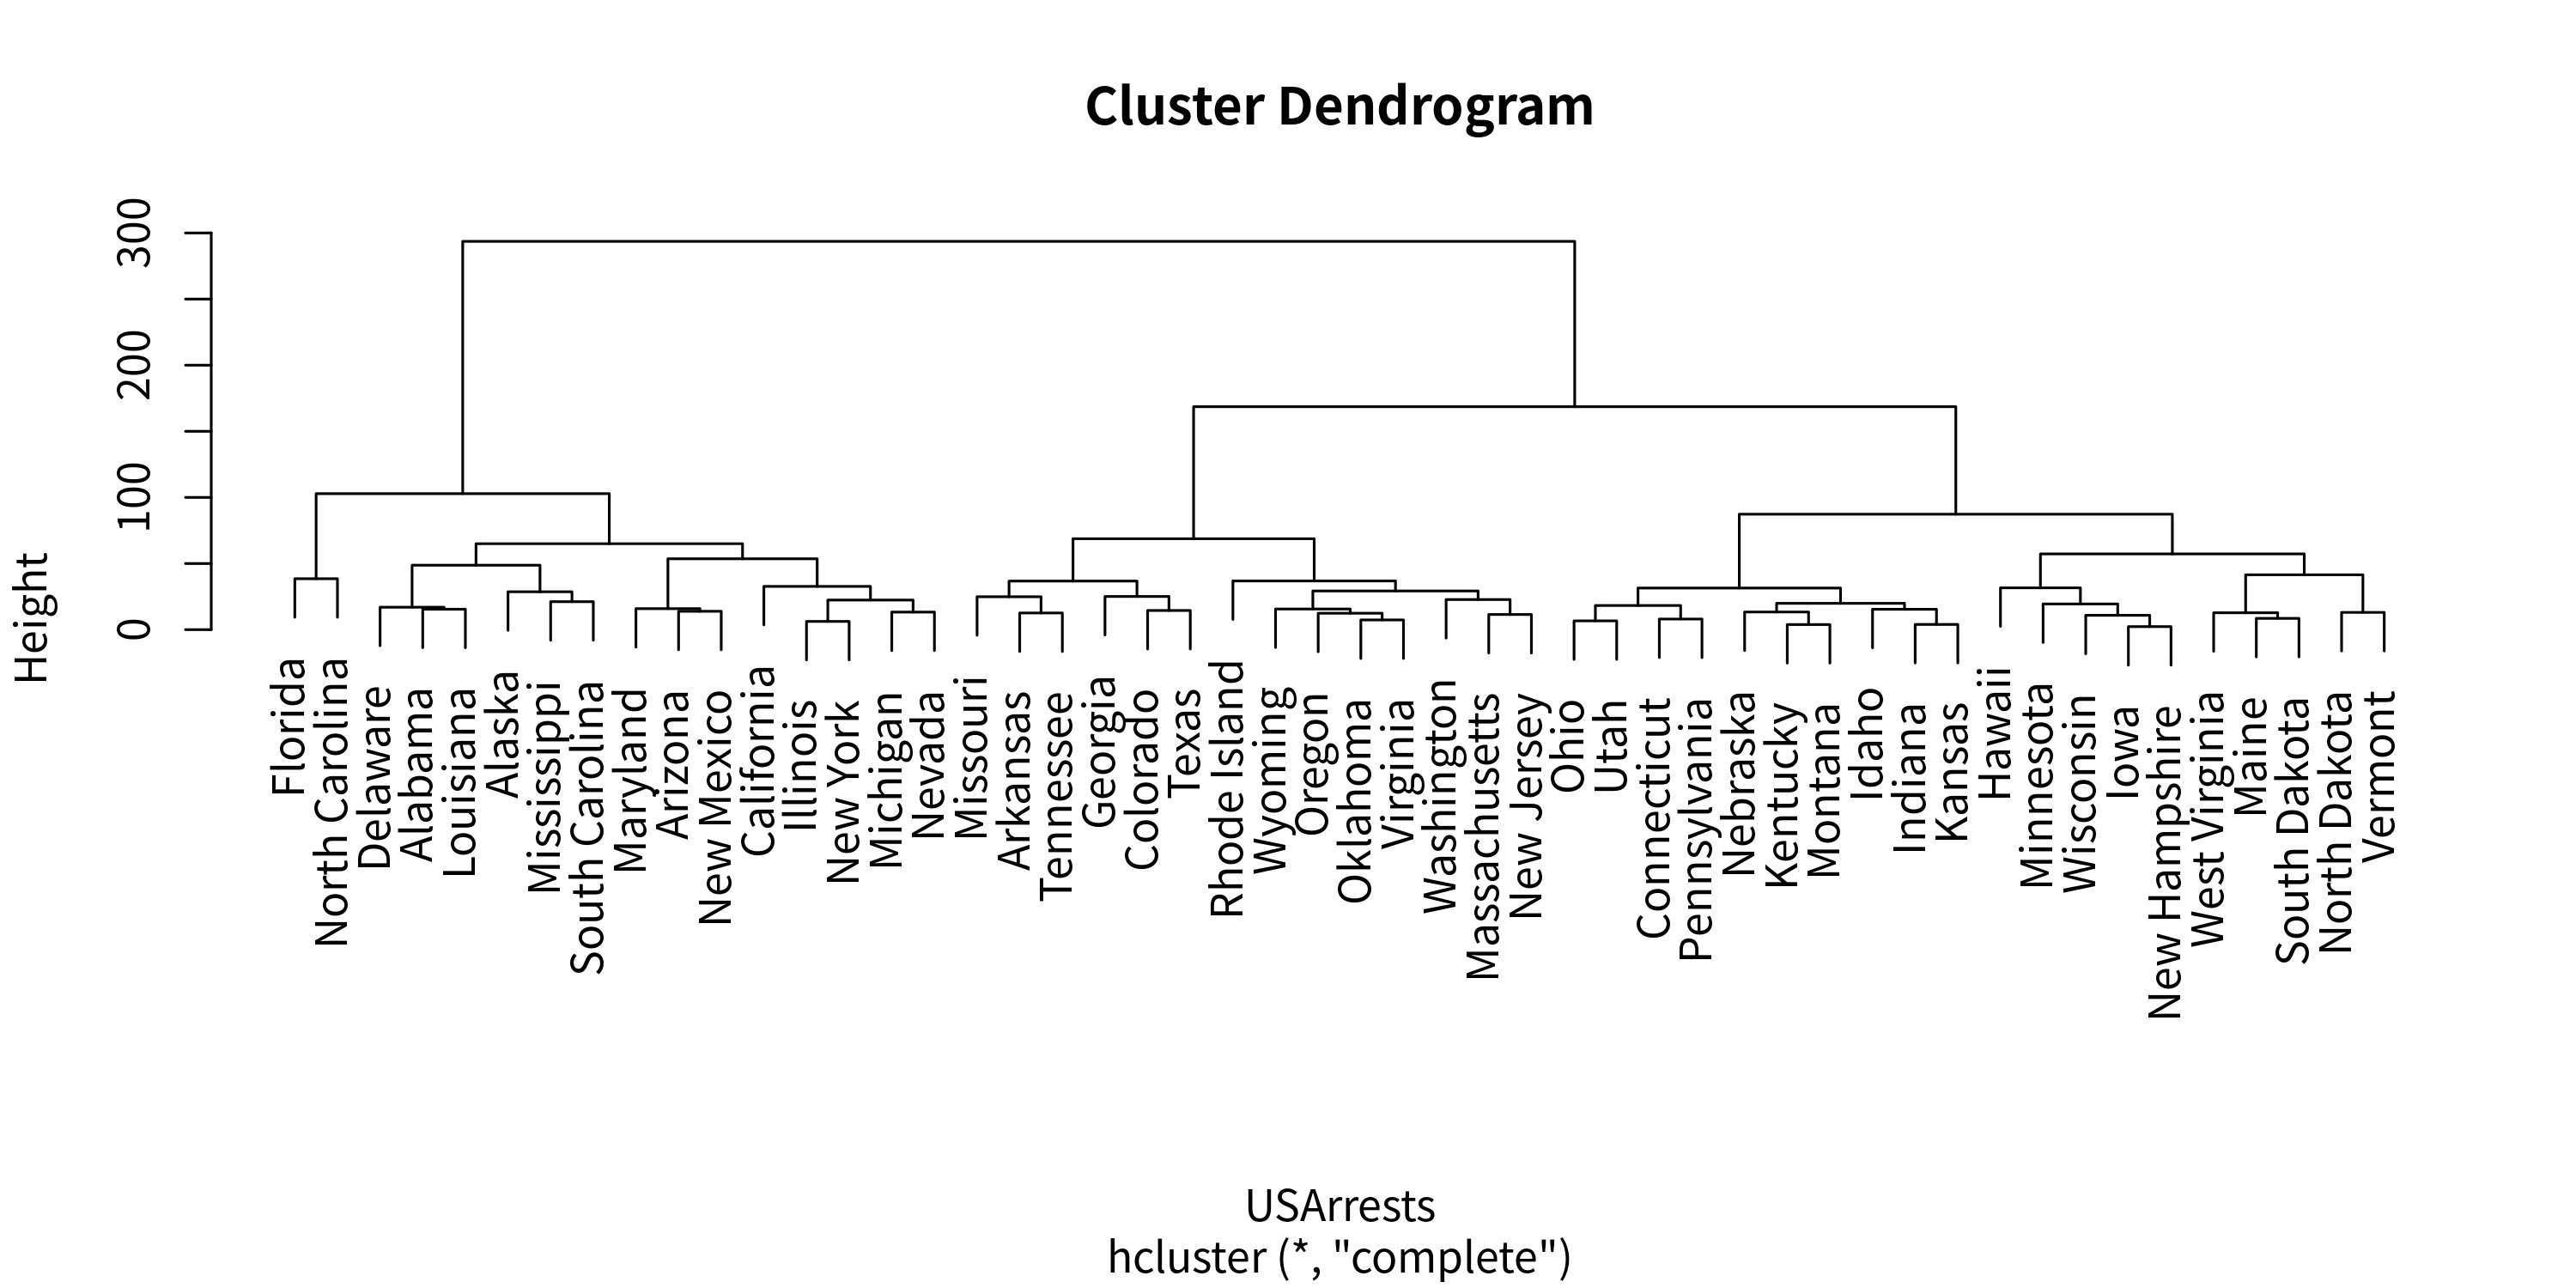 Cluster Dendrogram
Height
0
100
200
300
Florida
North Carolina
Delaware
Alabama
Louisiana
Alaska
Mississippi
South Carolina
Maryland
Arizona
New Mexico
California
Illinois
New York
Michigan
Nevada
Missouri
Arkansas
Tennessee
Georgia
Colorado
Texas
Rhode Island
Wyoming
Oregon
Oklahoma
Virginia
Washington
Massachusetts
New Jersey
Ohio
Utah
Connecticut
Pennsylvania
Nebraska
Kentucky
Montana
Idaho
Indiana
Kansas
Hawaii
Minnesota
Wisconsin
Iowa
New Hampshire
West Virginia
Maine
South Dakota
North Dakota
Vermont
USArrests
hcluster (*, "complete")